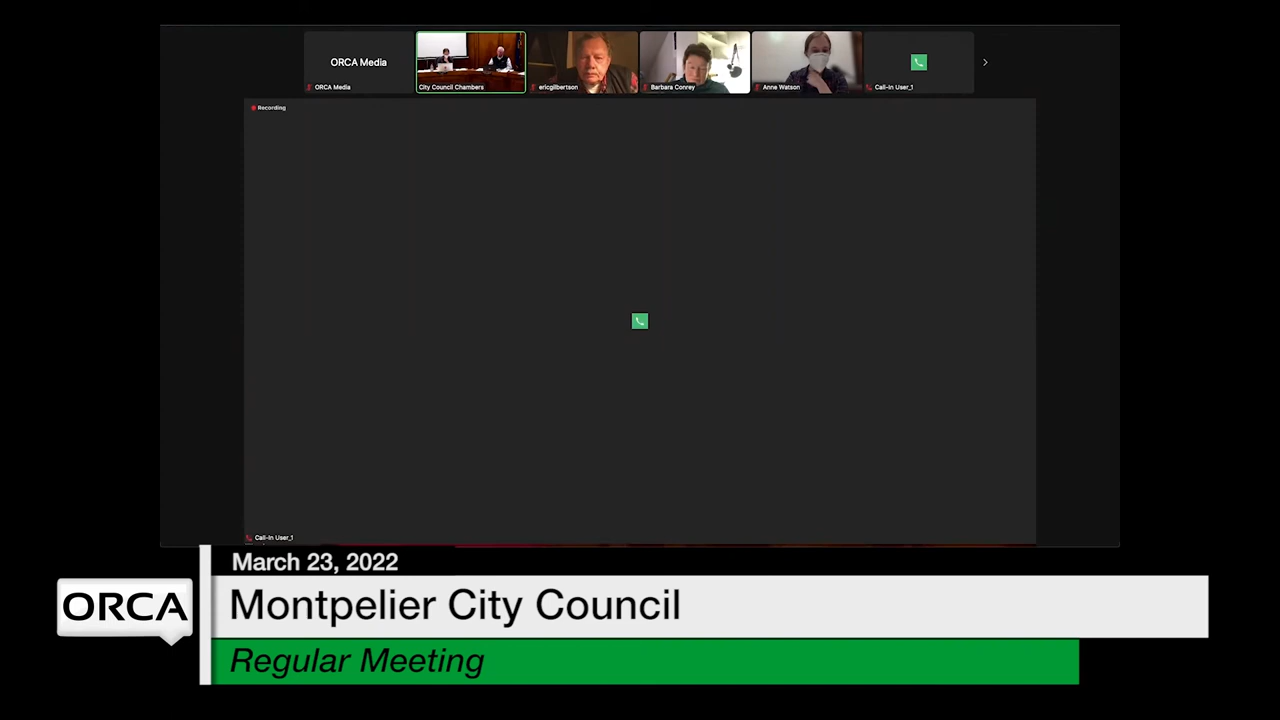 ORCA Media
ORCA Media
City Council Chambers
ericgilbertson
Barbara Conrey
Anne Watson
Call-In User_1
Recording
Call-In User_1
March 23, 2022
ORCA
Montpelier City Council
Regular Meeting